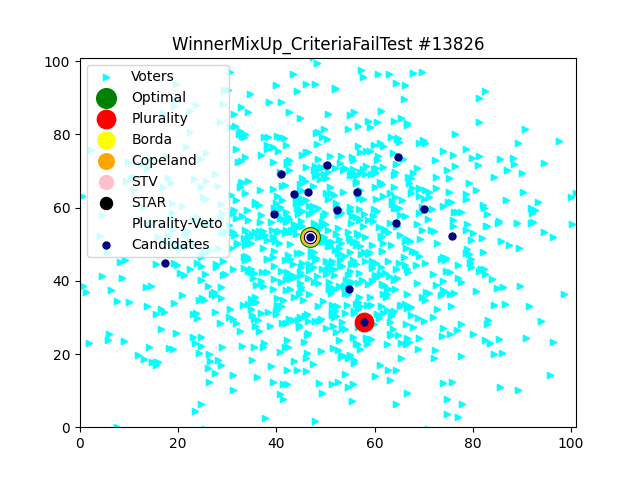 WinnerMixUp_CriteriaFailTest #13826
Voters
Optimal
Plurality
Borda
Copeland
STV
STAR
Plurality-Veto
Candidates
100
80
60
40
20
0
0 20 40 60 80 100